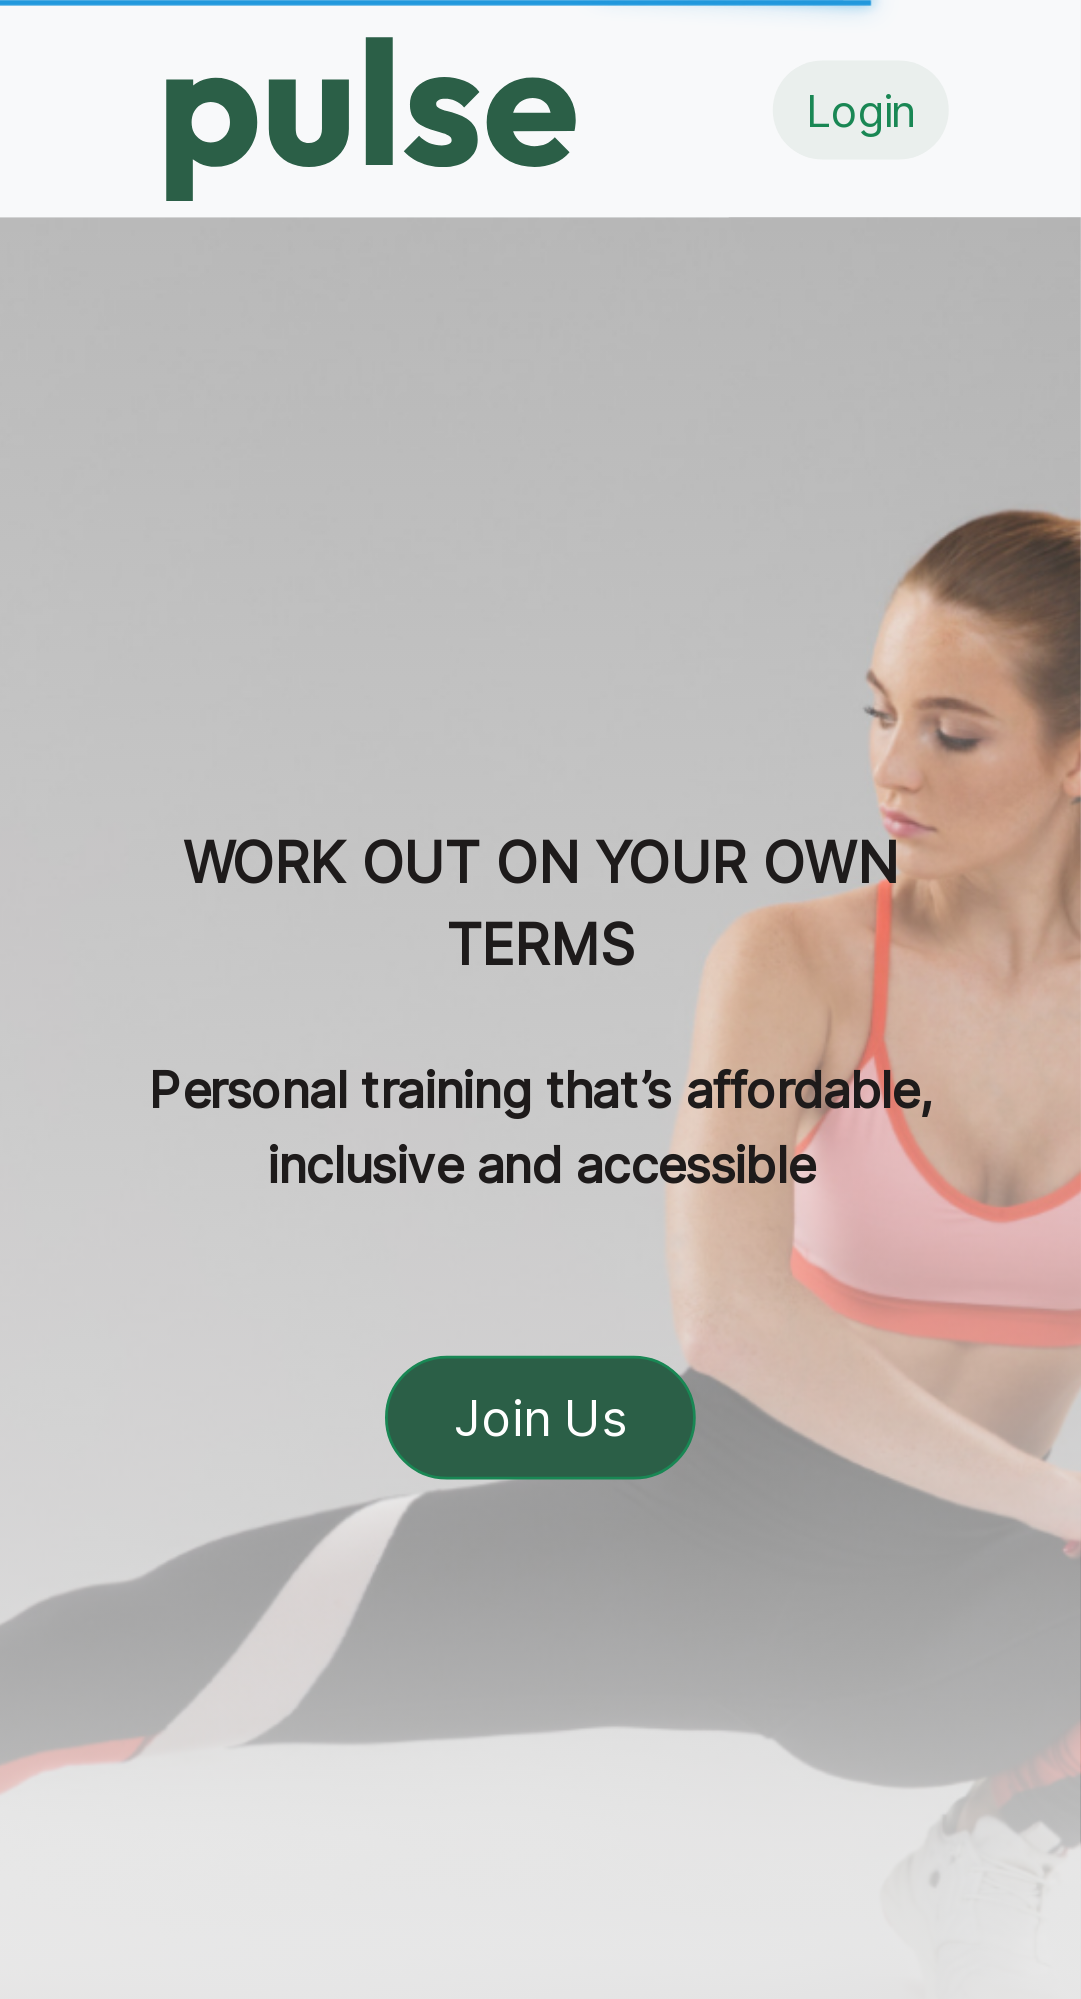 pulse
Login
WORK OUT ON YOUR OWN
TERMS
Personal training that’s affordable,
inclusive and accessible
Join Us